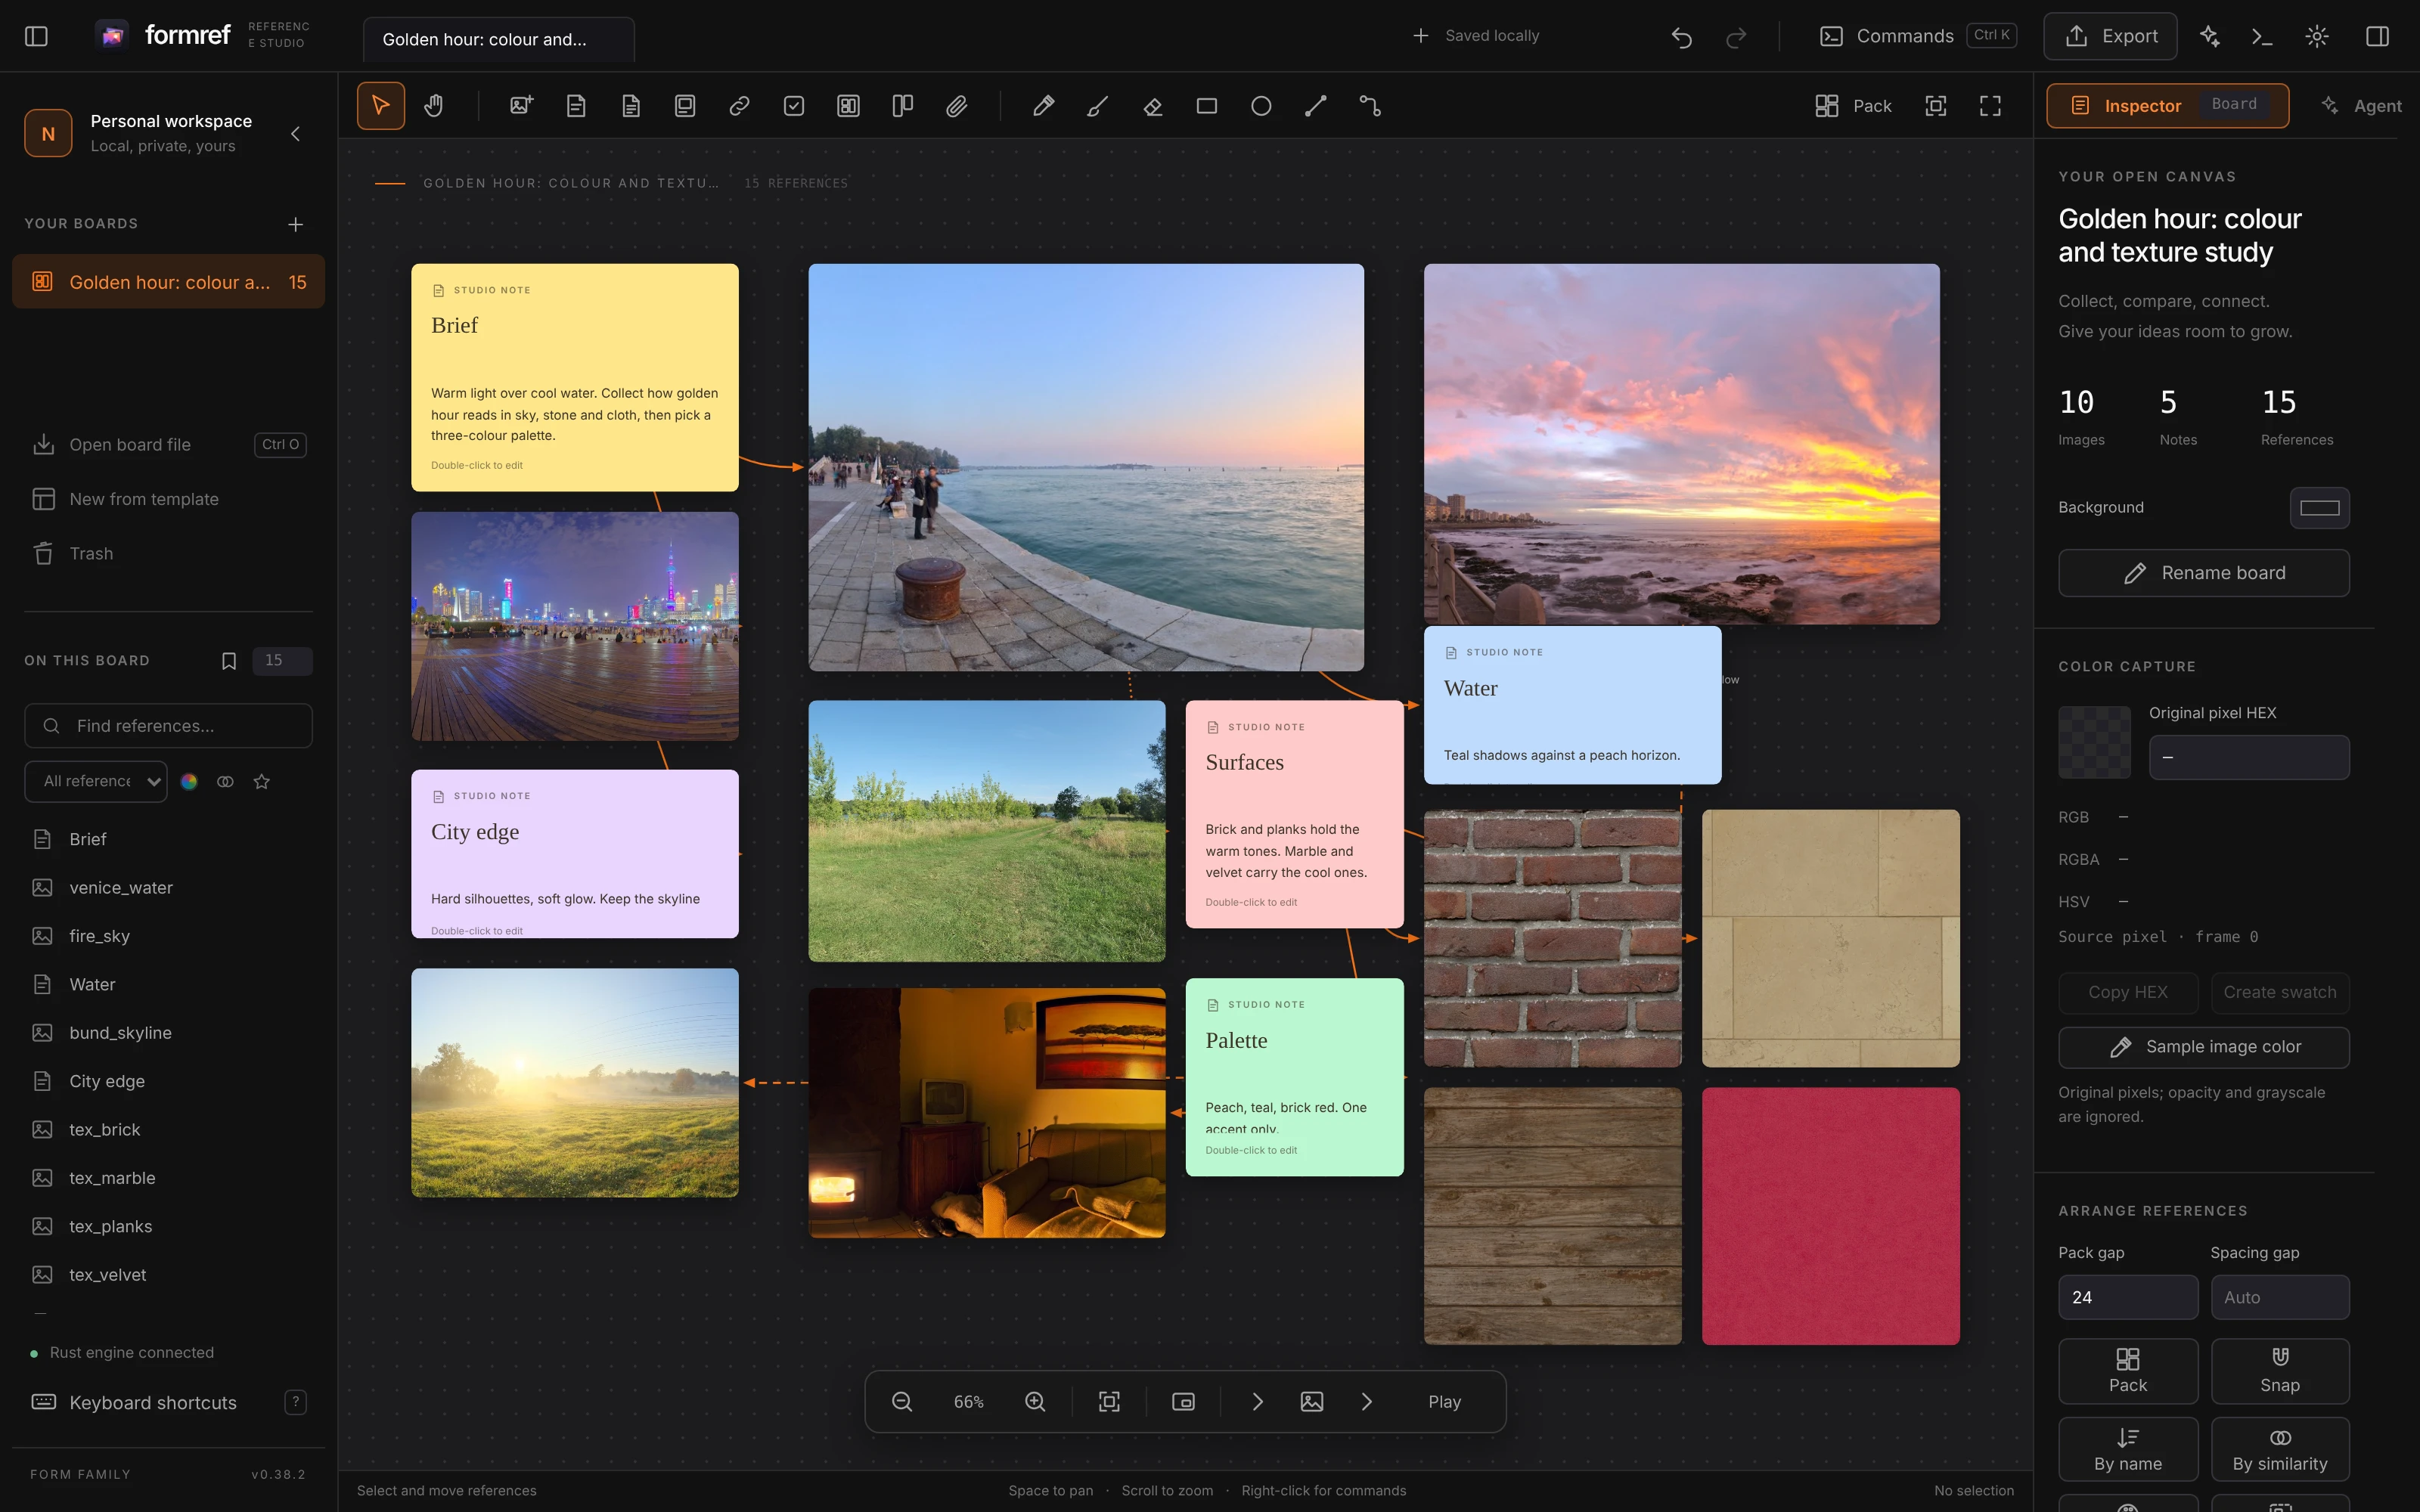 formref
REFERENC
E STUDIO
Golden hour: colour and...
Saved locally
Commands
Ctrl K
Export
N
Personal workspace
Local, private, yours
YOUR BOARDS
Golden hour: colour a...
15
Open board file
Ctrl O
New from template
Trash
ON THIS BOARD
15
Find references...
All reference
Brief
venice_water
fire_sky
Water
bund_skyline
City edge
tex_brick
tex_marble
tex_planks
tex_velvet
Rust engine connected
Keyboard shortcuts
?
FORM FAMILY
v0.38.2
Pack
GOLDEN HOUR: COLOUR AND TEXTU...
15 REFERENCES
STUDIO NOTE
Brief
Warm light over cool water. Collect how golden
hour reads in sky, stone and cloth, then pick a
three-colour palette.
Double-click to edit
STUDIO NOTE
City edge
Hard silhouettes, soft glow. Keep the skyline
Double-click to edit
STUDIO NOTE
Surfaces
Brick and planks hold the
warm tones. Marble and
velvet carry the cool ones.
Double-click to edit
STUDIO NOTE
Palette
Peach, teal, brick red. One
accent only.
Double-click to edit
STUDIO NOTE
Water
Teal shadows against a peach horizon.
low
66%
Play
Select and move references
Space to pan · Scroll to zoom · Right-click for commands
No selection
Inspector
Board
Agent
YOUR OPEN CANVAS
Golden hour: colour
and texture study
Collect, compare, connect.
Give your ideas room to grow.
10
5
15
Images
Notes
References
Background
Rename board
COLOR CAPTURE
Original pixel HEX
—
RGB —
RGBA —
HSV —
Source pixel · frame 0
Copy HEX
Create swatch
Sample image color
Original pixels; opacity and grayscale
are ignored.
ARRANGE REFERENCES
Pack gap
Spacing gap
24
Auto
Pack
Snap
By name
By similarity